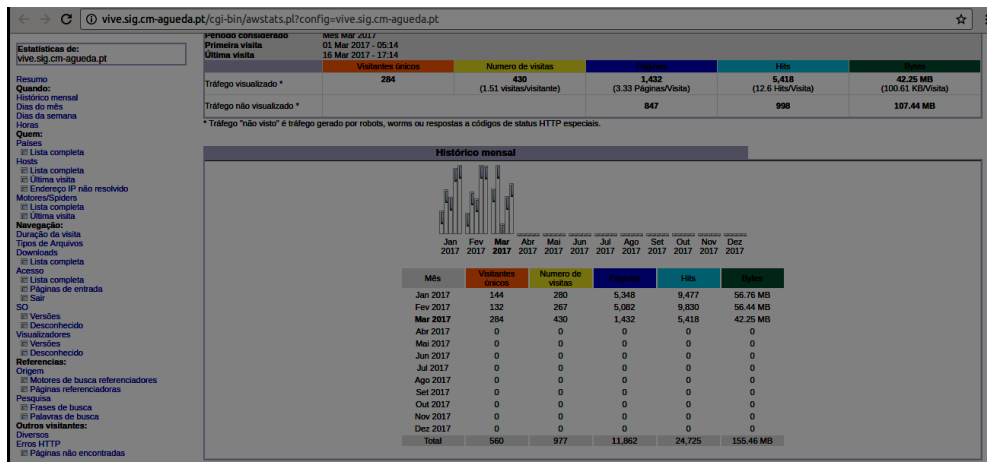 vive.sig.cm-agueda.pt/cgi-bin/awstats.pl?config=vive.sig.cm-agueda.pt
Estatísticas de:
vive.sig.cm-agueda.pt
Resumo
Quando:
Histórico mensal
Dias do mês
Dias da semana
Horas
Quem:
Países
Lista completa
Hosts
Lista completa
Última visita
Endereço IP não resolvido
Motores/Spiders
Lista completa
Última visita
Navegação:
Duração da visita
Tipos de Arquivos
Downloads
Lista completa
Acesso
Lista completa
Páginas de entrada
Sair
SO
Versões
Desconhecido
Visualizadores
Versões
Desconhecido
Referencias:
Origem
Motores de busca referenciadores
Páginas referenciadoras
Pesquisa
Frases de busca
Palavras de busca
Outros visitantes:
Diversos
Erros HTTP
Páginas não encontradas
Período considerado Mês Mar 2017
Primeira visita 01 Mar 2017 - 05:14
Última visita 16 Mar 2017 - 17:14
Visitantes únicos Numero de visitas Páginas Hits Bytes
Tráfego visualizado * 284 430 1,432 5,418 42.25 MB
(1.51 visitas/visitante) (3.33 Páginas/Visita) (12.6 Hits/Visita) (100.61 KB/Visita)
Tráfego não visualizado * 847 998 107.44 MB
* Tráfego "não visto" é tráfego gerado por robots, worms ou respostas a códigos de status HTTP especiais.
Histórico mensal
Jan Fev Mar Abr Mai Jun Jul Ago Set Out Nov Dez
2017 2017 2017 2017 2017 2017 2017 2017 2017 2017 2017 2017
Mês Visitantes únicos Numero de visitas Páginas Hits Bytes
Jan 2017 144 280 5,348 9,477 56.76 MB
Fev 2017 132 267 5,082 9,830 56.44 MB
Mar 2017 284 430 1,432 5,418 42.25 MB
Abr 2017 0 0 0 0 0
Mai 2017 0 0 0 0 0
Jun 2017 0 0 0 0 0
Jul 2017 0 0 0 0 0
Ago 2017 0 0 0 0 0
Set 2017 0 0 0 0 0
Out 2017 0 0 0 0 0
Nov 2017 0 0 0 0 0
Dez 2017 0 0 0 0 0
Total 560 977 11,862 24,725 155.46 MB